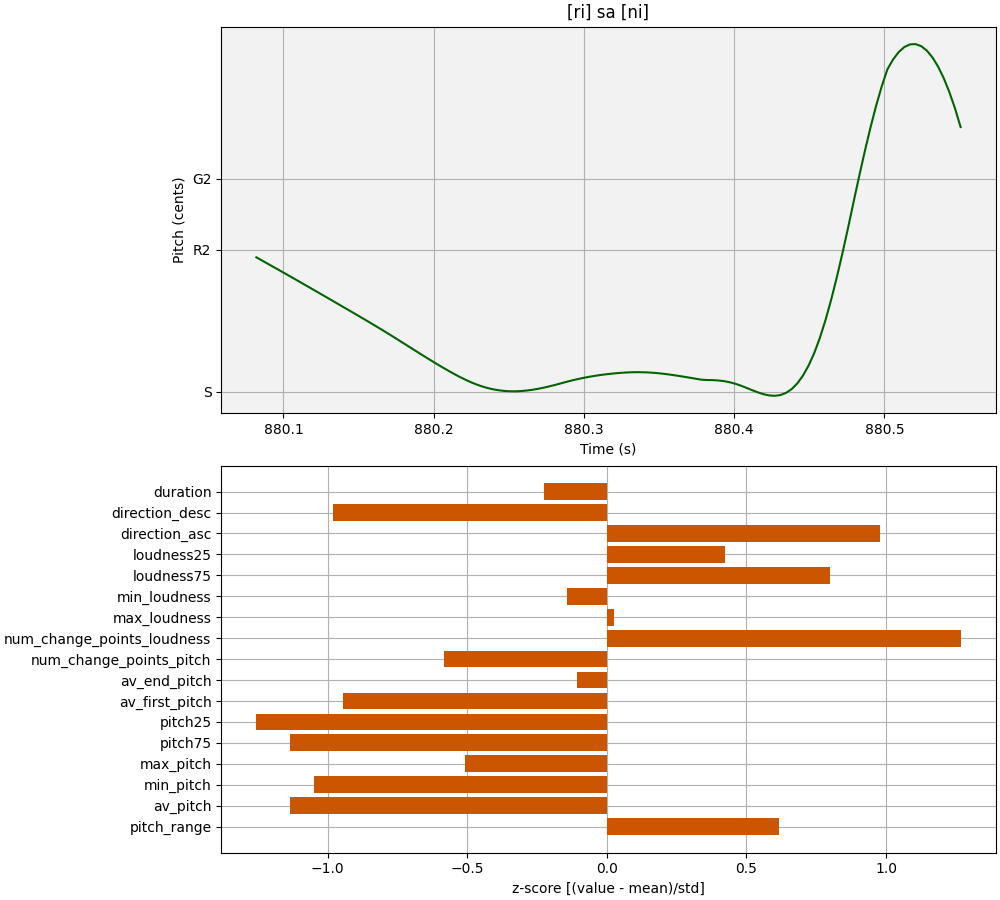 [ri] sa [ni]
G2
R2
S
Pitch (cents)
880.1 880.2 880.3 880.4 880.5
Time (s)
duration
direction_desc
direction_asc
loudness25
loudness75
min_loudness
max_loudness
num_change_points_loudness
num_change_points_pitch
av_end_pitch
av_first_pitch
pitch25
pitch75
max_pitch
min_pitch
av_pitch
pitch_range
−1.0 −0.5 0.0 0.5 1.0
z-score [(value - mean)/std]